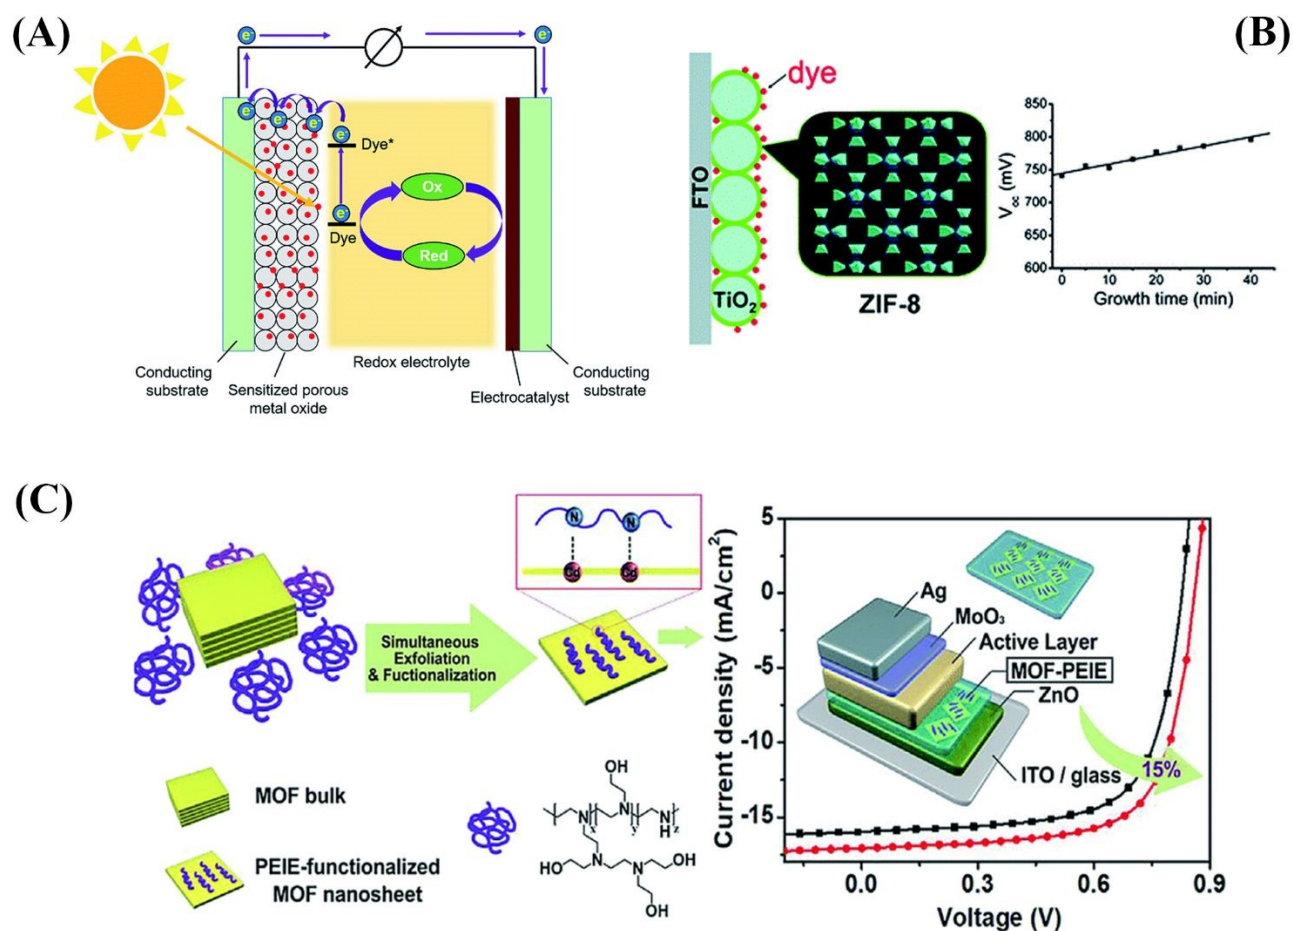 (A)
e⁻
e⁻
e⁻
e⁻
e⁻
e⁻
Dye*
e⁻
Dye
Ox
Red
Conducting
substrate
Sensitized porous
metal oxide
Redox electrolyte
Electrocatalyst
Conducting
substrate
(B)
dye
FTO
TiO₂
ZIF-8
V_oc (mV)
800
750
700
650
600
0
10
20
30
40
Growth time (min)
(C)
Simultaneous
Exfoliation
& Fuctionalization
N
N
Cd
Cd
MOF bulk
PEIE-functionalized
MOF nanosheet
OH
N
x
N
y
N
H
z
N
HO
N
N
OH
HO
OH
Current density (mA/cm²)
5
0
-5
-10
-15
Ag
MoO₃
Active Layer
MOF-PEIE
ZnO
ITO / glass
15%
0.0
0.3
0.6
0.9
Voltage (V)